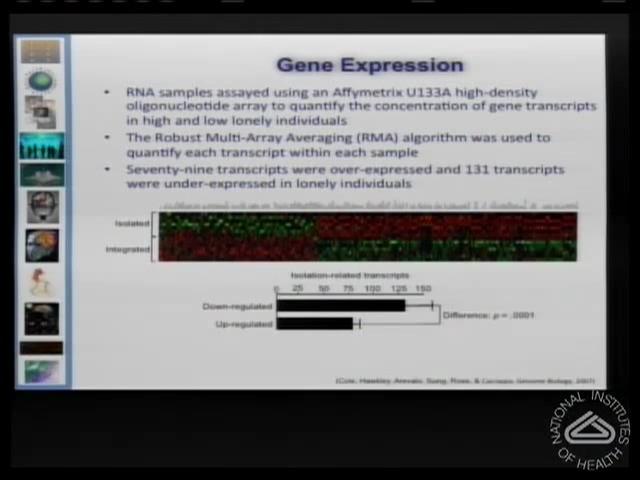 Gene Expression
• RNA samples assayed using an Affymetrix U133A high-density
oligonucleotide array to quantify the concentration of gene transcripts
in high and low lonely individuals
• The Robust Multi-Array Averaging (RMA) algorithm was used to
quantify each transcript within each sample
• Seventy-nine transcripts were over-expressed and 131 transcripts
were under-expressed in lonely individuals
Isolated
Integrated
Isolation-related transcripts
0 25 50 75 100 125 150
Down-regulated
Up-regulated
Difference: p = .0001
(Cole, Hawkley, Arevalo, Sung, Rose, & Cacioppo, Genome Biology, 2007)
NATIONAL INSTITUTES
OF HEALTH